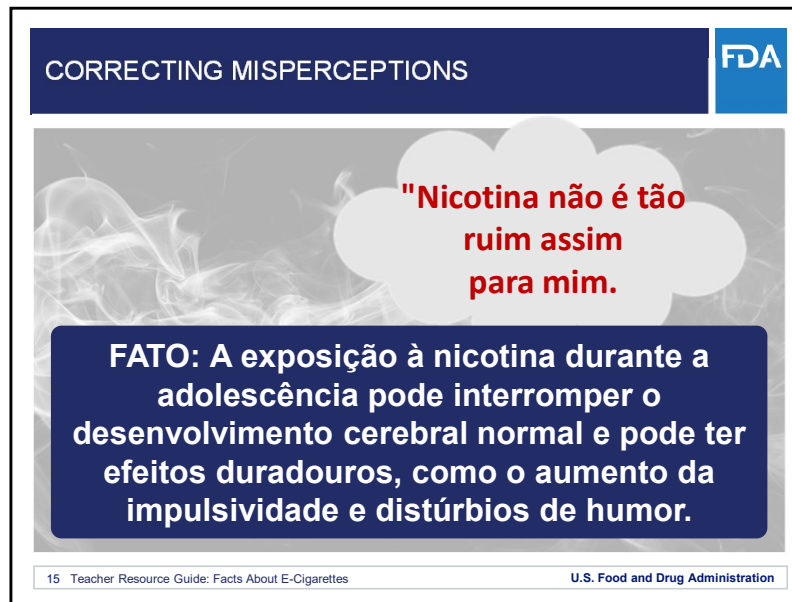 CORRECTING MISPERCEPTIONS
FDA
"Nicotina não é tão
ruim assim
para mim.
FATO: A exposição à nicotina durante a
adolescência pode interromper o
desenvolvimento cerebral normal e pode ter
efeitos duradouros, como o aumento da
impulsividade e distúrbios de humor.
15 Teacher Resource Guide: Facts About E-Cigarettes
U.S. Food and Drug Administration